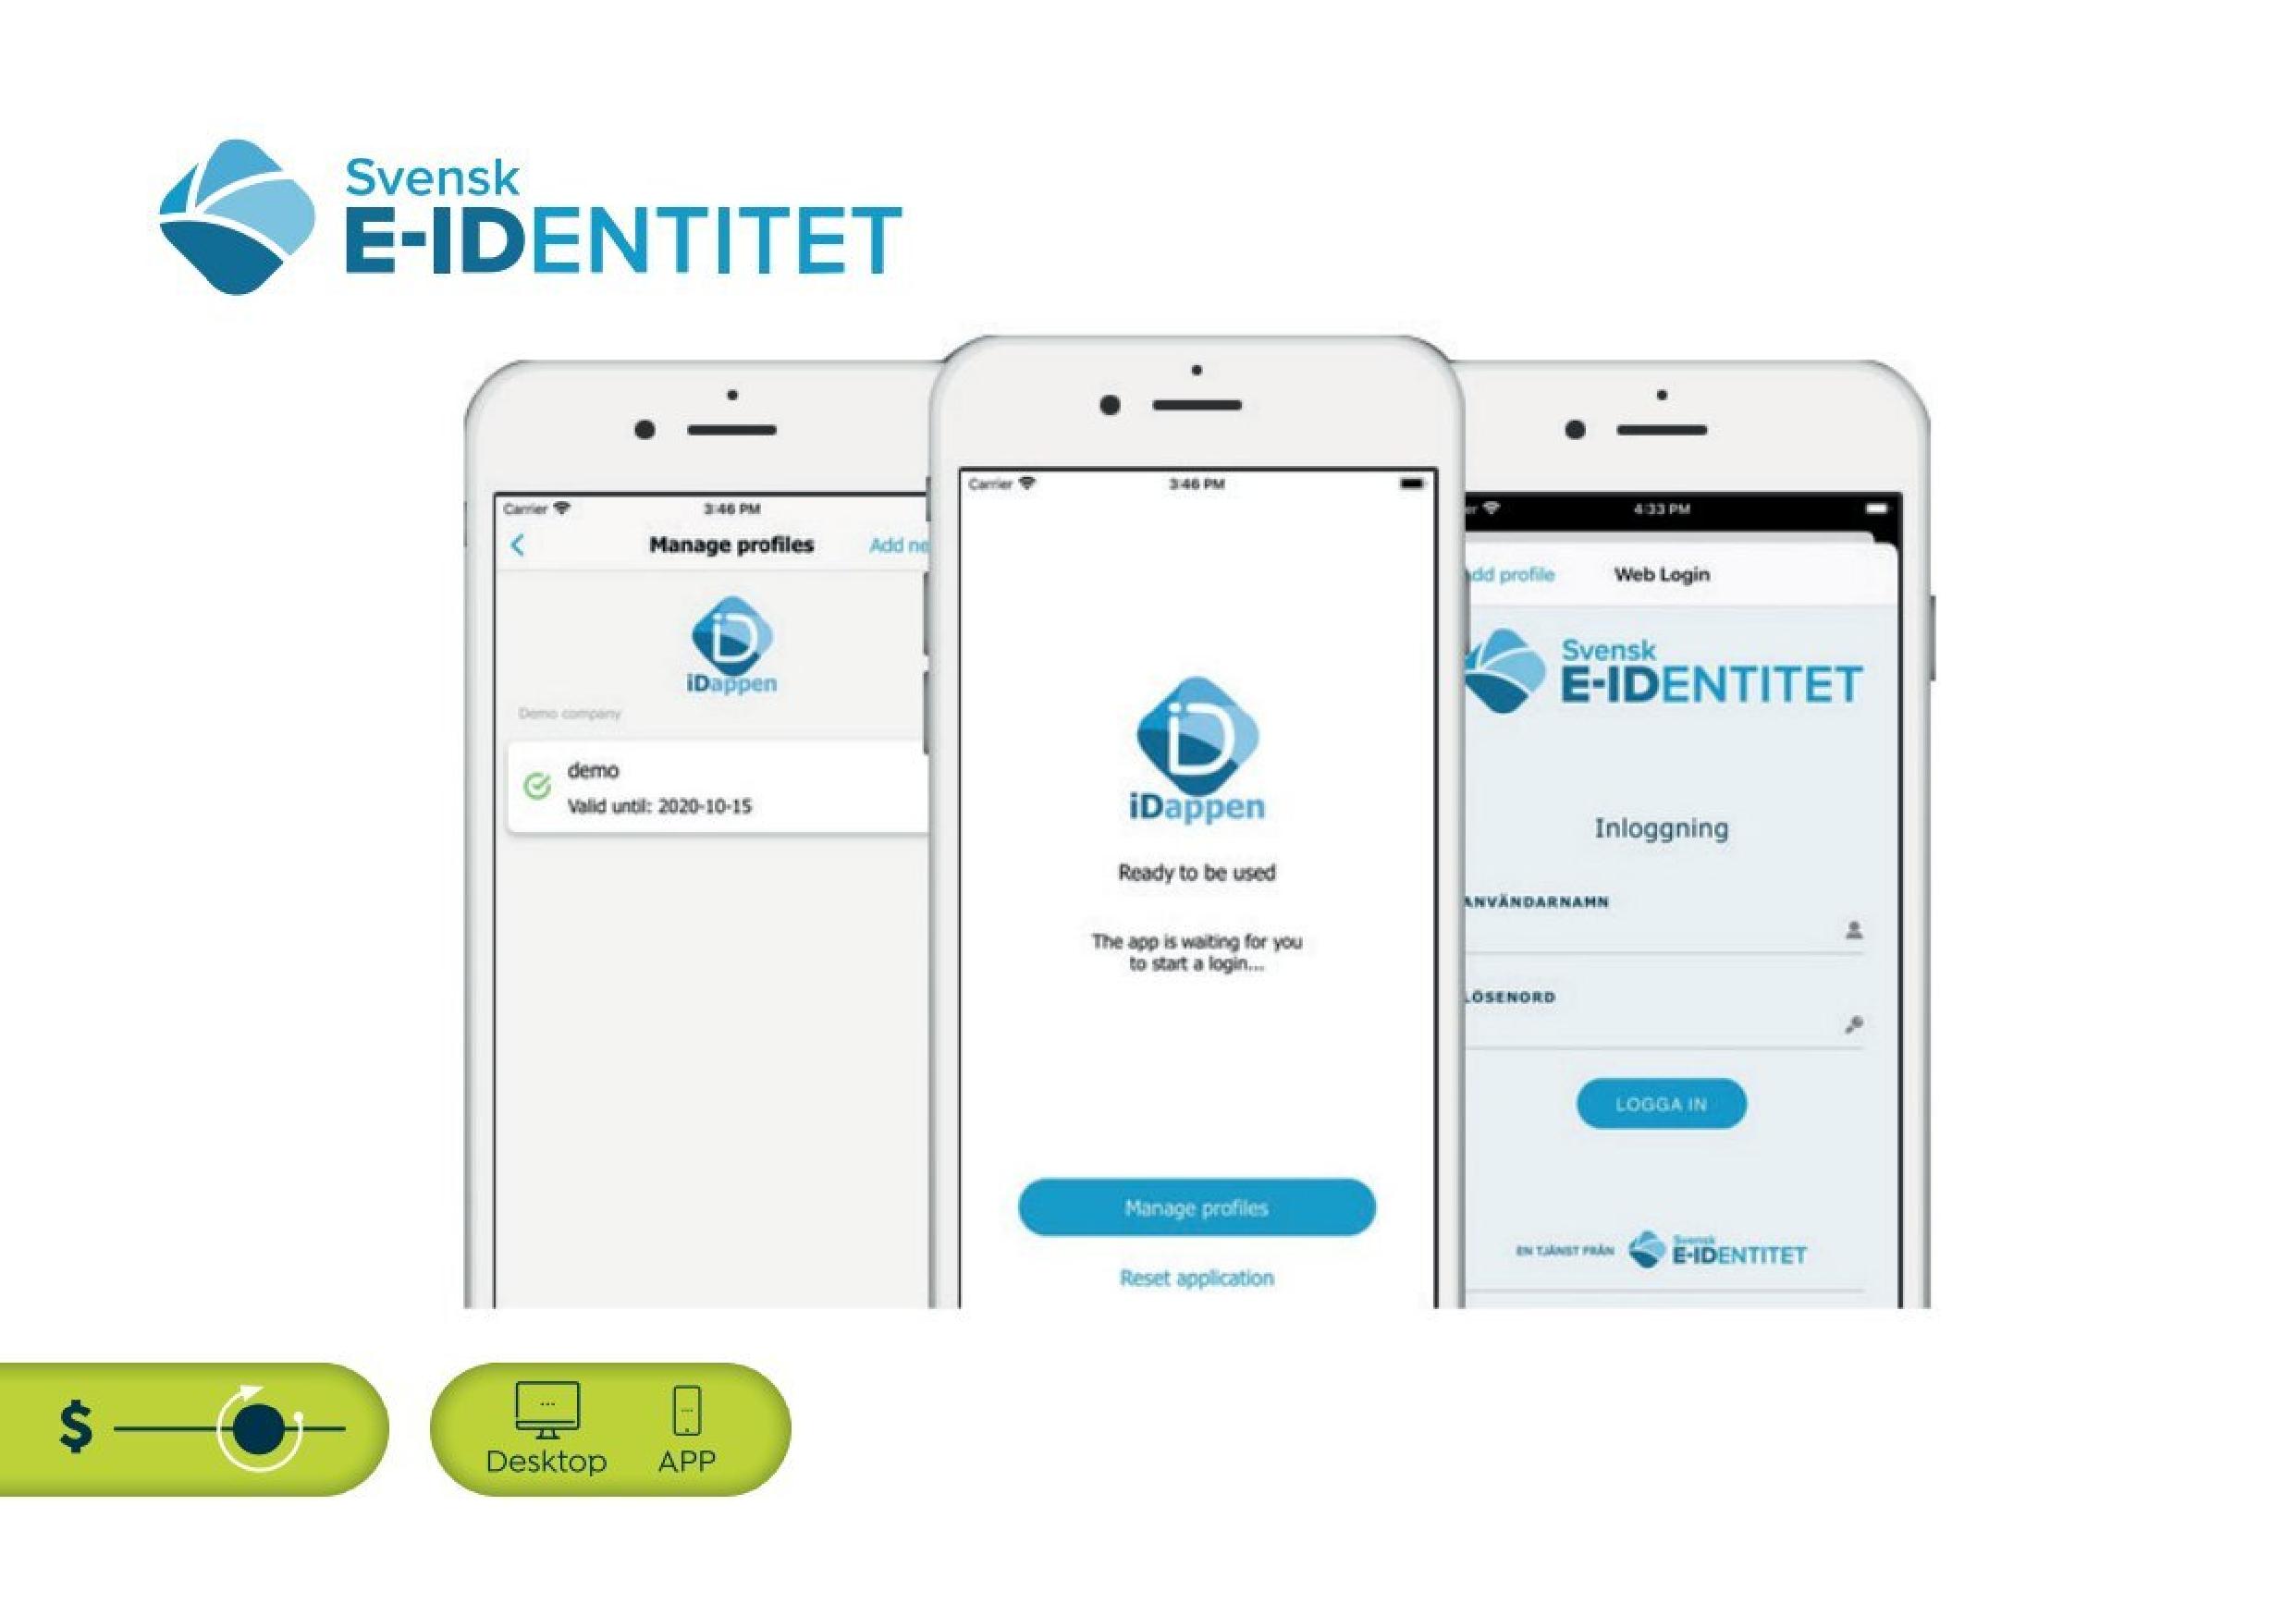 Svensk
E-IDENTITET
Carrier
3:46 PM
Manage profiles
Add ne
iDappen
Demo company
demo
Valid until: 2020-10-15
Carrier
3:46 PM
iDappen
Ready to be used
The app is waiting for you
to start a login...
Manage profiles
Reset application
er
4:33 PM
dd profile
Web Login
Svensk
E-IDENTITET
Inloggning
ANVÄNDARNAMN
LÖSENORD
LOGGA IN
EN TJÄNST FRÅN
Svensk
E-IDENTITET
$
Desktop
APP